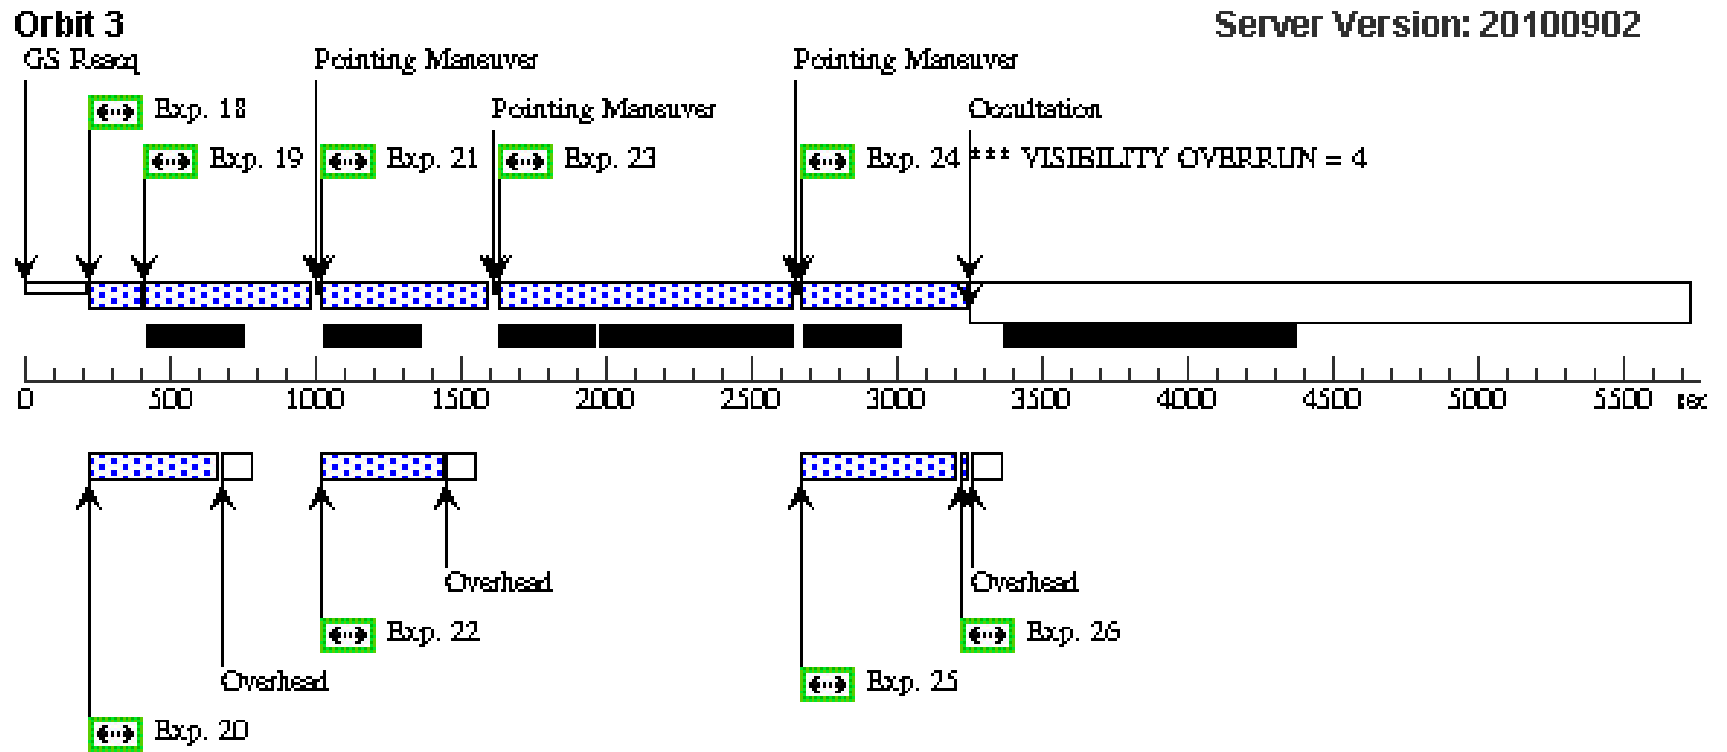 Orbit 3
Server Version: 20100902
GS Reacq
Pointing Maneuver
Pointing Maneuver
Exp. 18
Pointing Maneuver
Occultation
Exp. 19
Exp. 21
Exp. 23
Exp. 24
*** VISIBILITY OVERRUN = 4
0 500 1000 1500 2000 2500 3000 3500 4000 4500 5000 5500 sec
Overhead
Overhead
Exp. 22
Exp. 26
Overhead
Exp. 25
Exp. 20